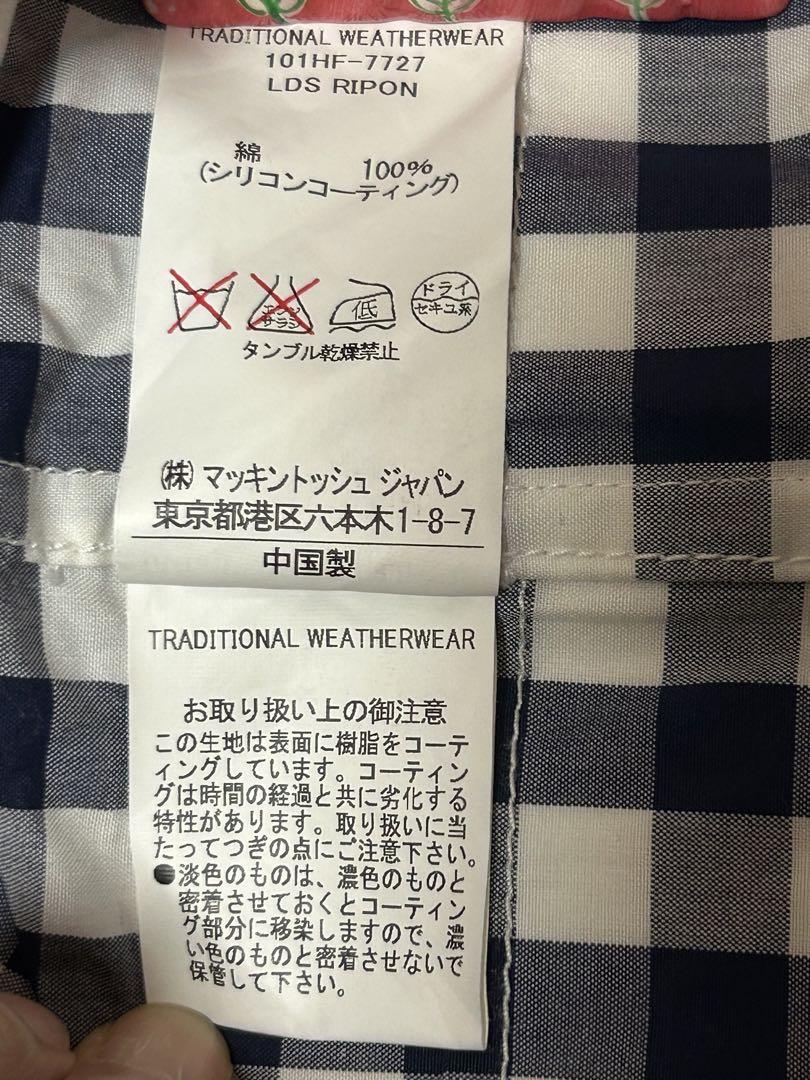 TRADITIONAL WEATHERWEAR
101HF-7727
LDS RIPON
綿 100%
(シリコンコーティング)
エンソ サラシ 低 ドライ セキユ系
タンブル乾燥禁止
㈱ マッキントッシュ ジャパン
東京都港区六本木1-8-7
中国製
TRADITIONAL WEATHERWEAR
お取り扱い上の御注意
この生地は表面に樹脂をコーテ
ィングしています。コーティン
グは時間の経過と共に劣化する
特性があります。取り扱いに当
たってつぎの点にご注意下さい。
●淡色のものは、濃色のものと
密着させておくとコーティン
グ部分に移染しますので、濃
い色のものと密着させないで
保管して下さい。